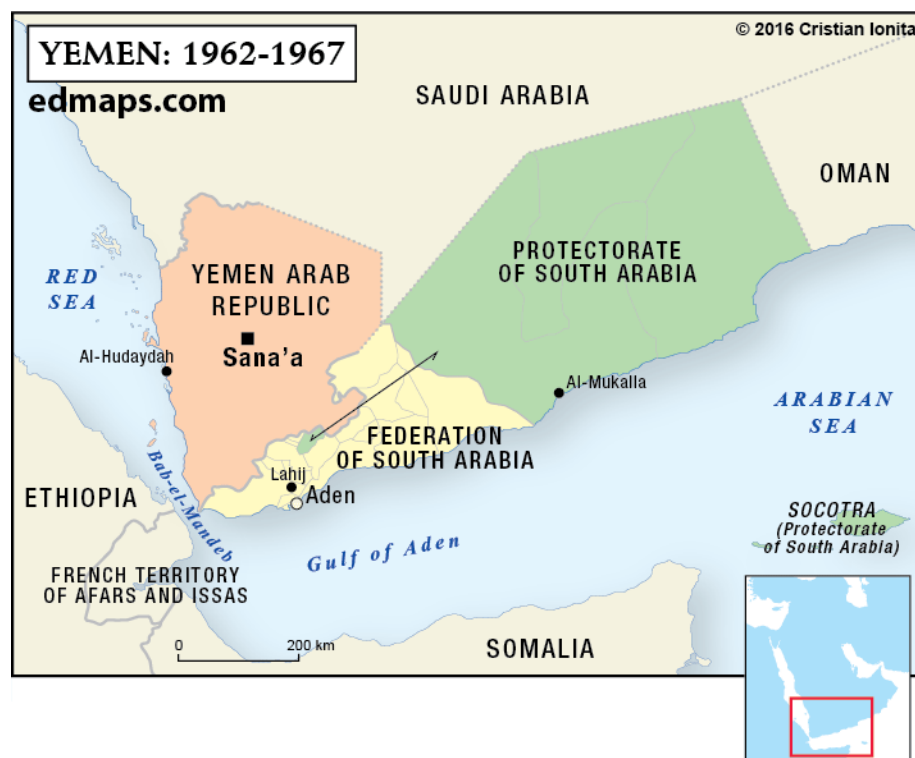 © 2016 Cristian Ionita
YEMEN: 1962-1967
edmaps.com
SAUDI ARABIA
OMAN
PROTECTORATE
OF SOUTH ARABIA
RED
SEA
YEMEN ARAB
REPUBLIC
Sana'a
Al-Hudaydah
Al-Mukalla
ARABIAN
SEA
FEDERATION
OF SOUTH ARABIA
Lahij
Aden
Bab-el-Mandeb
ETHIOPIA
Gulf of Aden
SOCOTRA
(Protectorate
of South Arabia)
FRENCH TERRITORY
OF AFARS AND ISSAS
0 200 km
SOMALIA